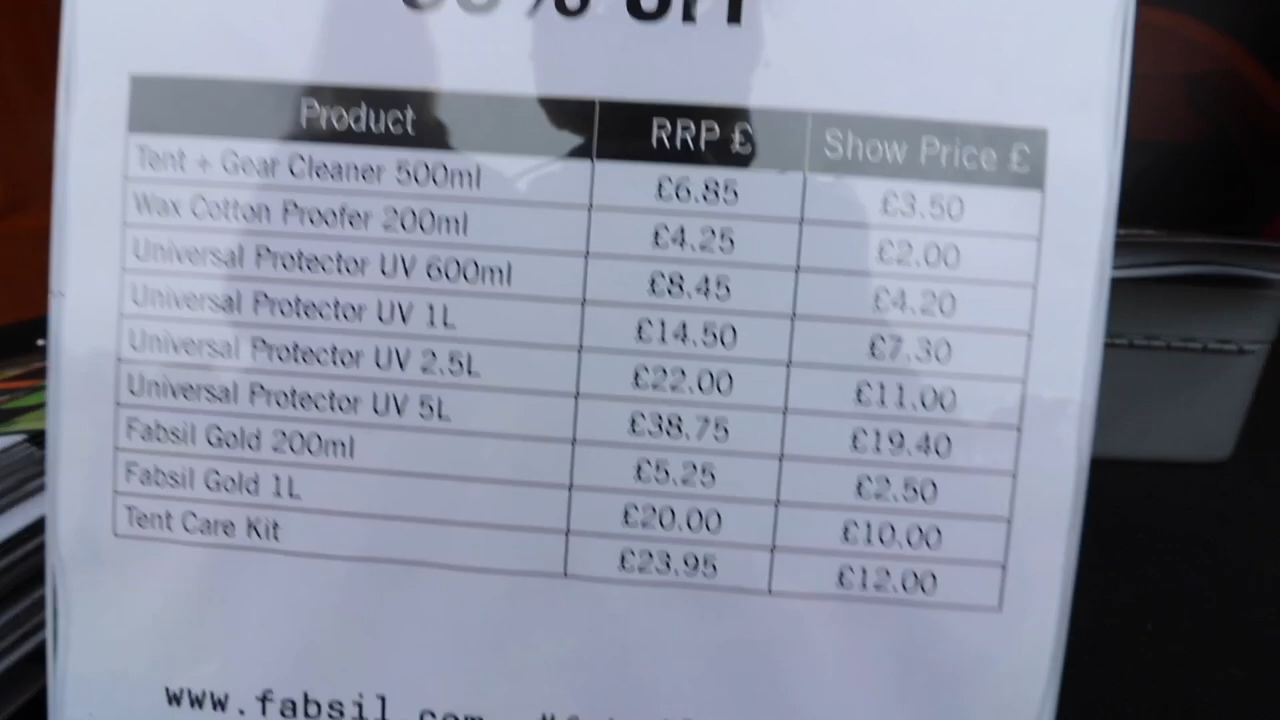 % Off
Product RRP £ Show Price £
Tent + Gear Cleaner 500ml £6.85 £3.50
Wax Cotton Proofer 200ml £4.25 £2.00
Universal Protector UV 600ml £8.45 £4.20
Universal Protector UV 1L £14.50 £7.30
Universal Protector UV 2.5L £22.00 £11.00
Universal Protector UV 5L £38.75 £19.40
Fabsil Gold 200ml £5.25 £2.50
Fabsil Gold 1L £20.00 £10.00
Tent Care Kit £23.95 £12.00
www.fabsil.com